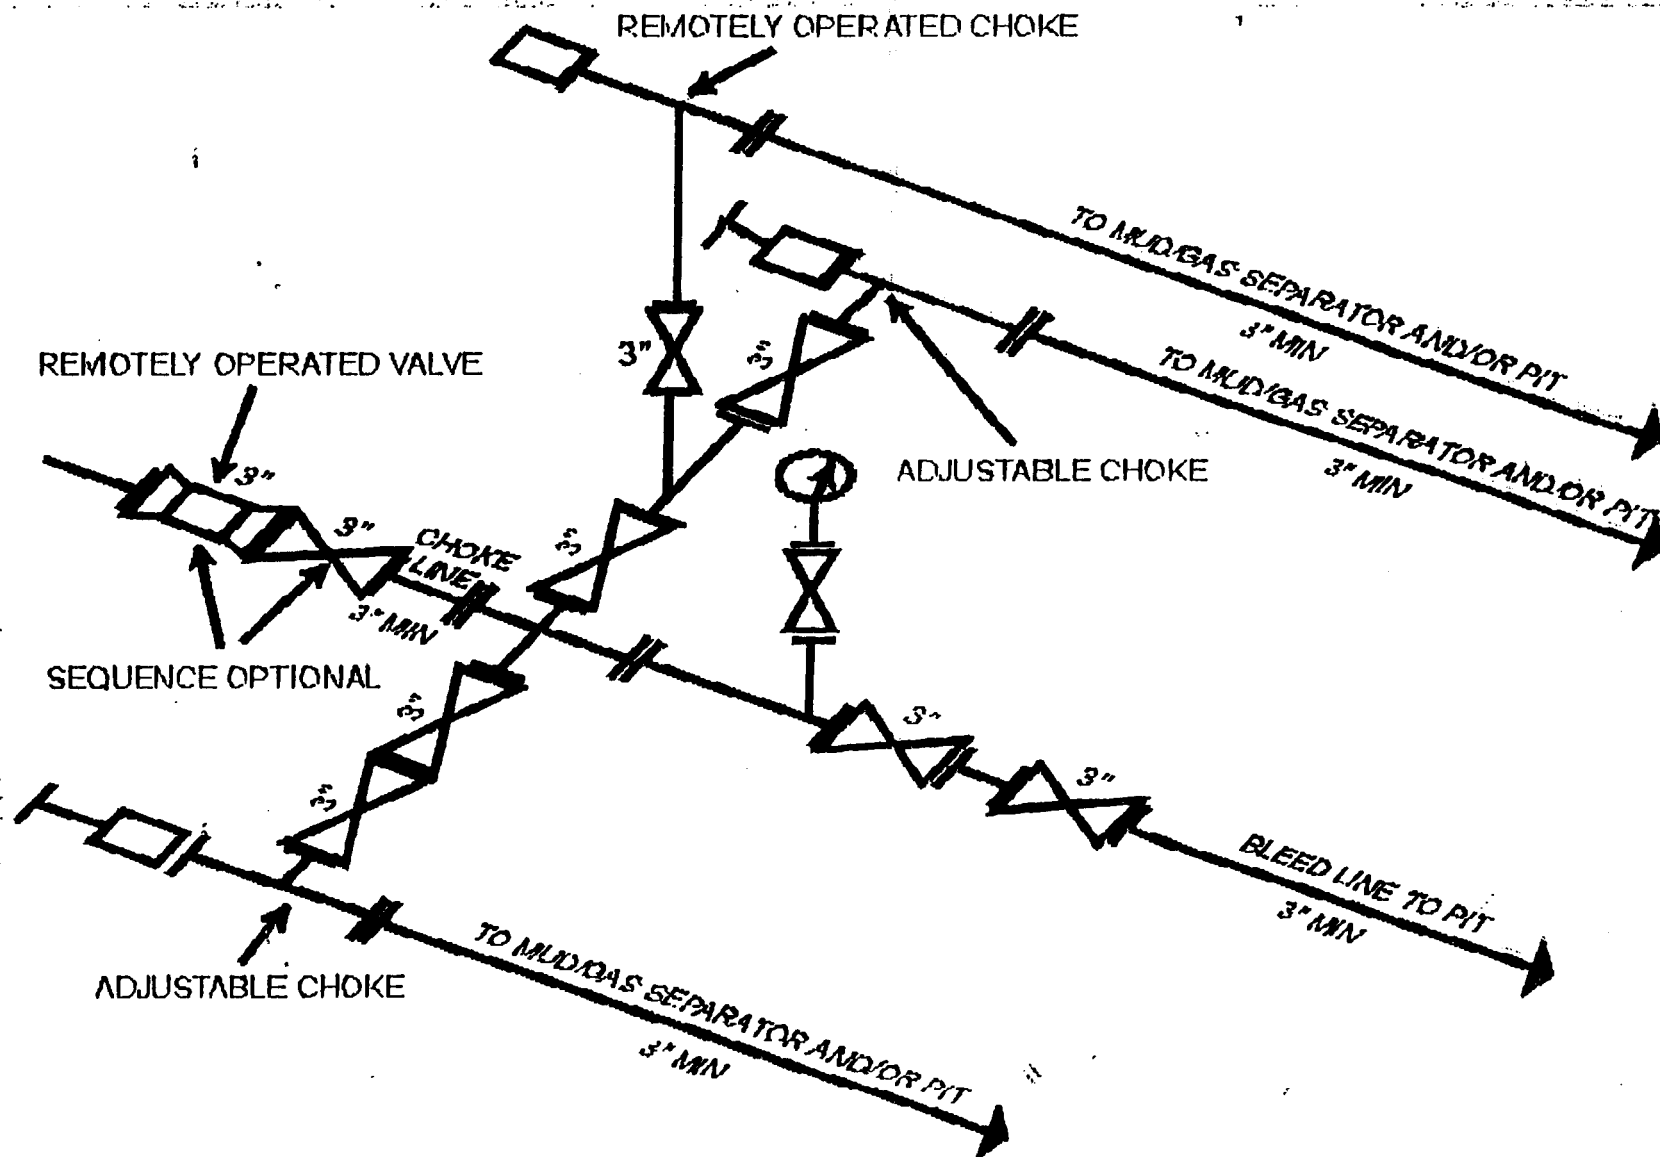 REMOTELY OPERATED CHOKE
TO MUD/GAS SEPARATOR AND/OR PIT
3" MIN
TO MUD/GAS SEPARATOR AND/OR PIT
3" MIN
3"
3"
REMOTELY OPERATED VALVE
ADJUSTABLE CHOKE
3"
3"
CHOKE
LINE
3" MIN
3"
SEQUENCE OPTIONAL
3"
3"
3"
3"
BLEED LINE TO PIT
3" MIN
ADJUSTABLE CHOKE
TO MUD/GAS SEPARATOR AND/OR PIT
3" MIN